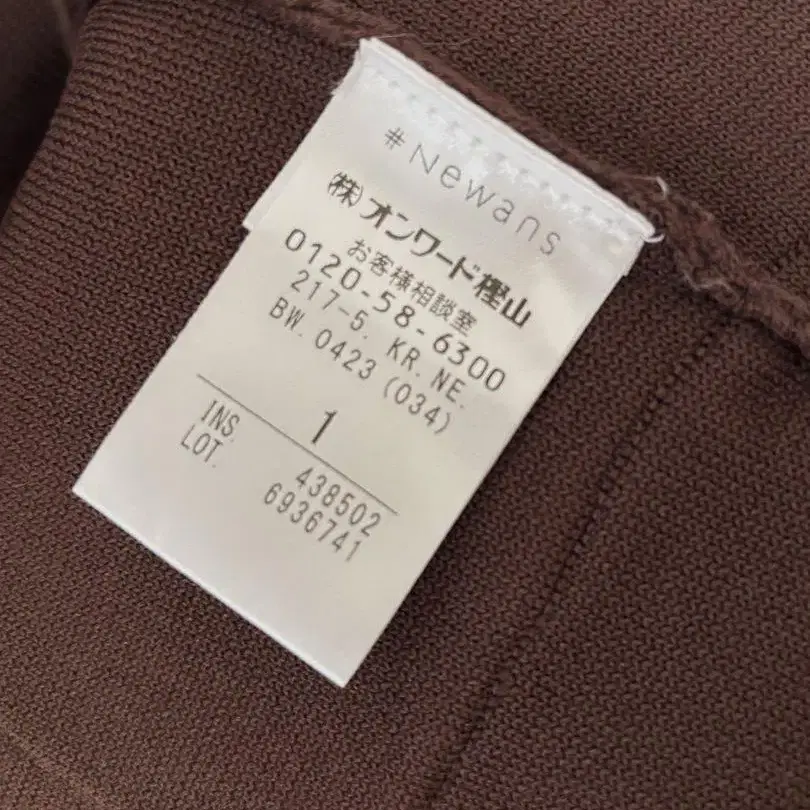 #Newans
㈱オンワード樫山
お客様相談室
0120-58-6300
217-5. KR. NE.
BW. 0423 (034)
1
INS. 438502
LOT. 6936741